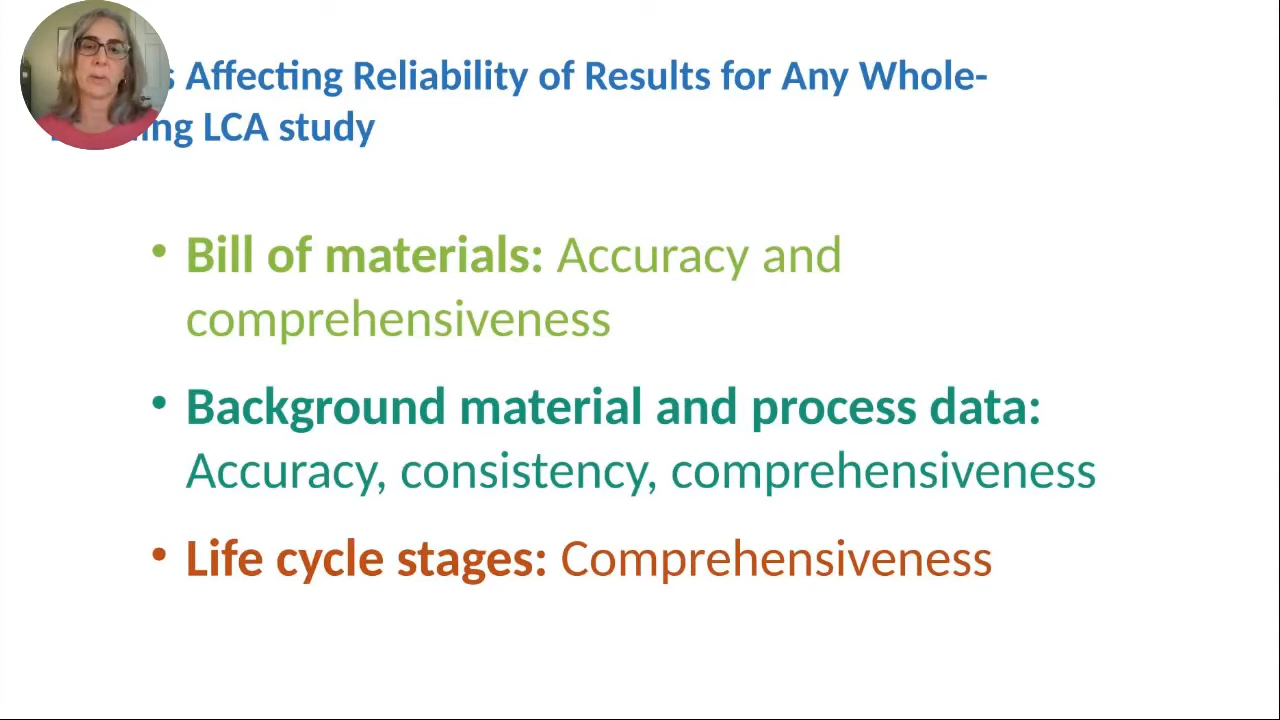 Affecting Reliability of Results for Any Whole-
LCA study
• Bill of materials: Accuracy and
comprehensiveness
• Background material and process data:
Accuracy, consistency, comprehensiveness
• Life cycle stages: Comprehensiveness